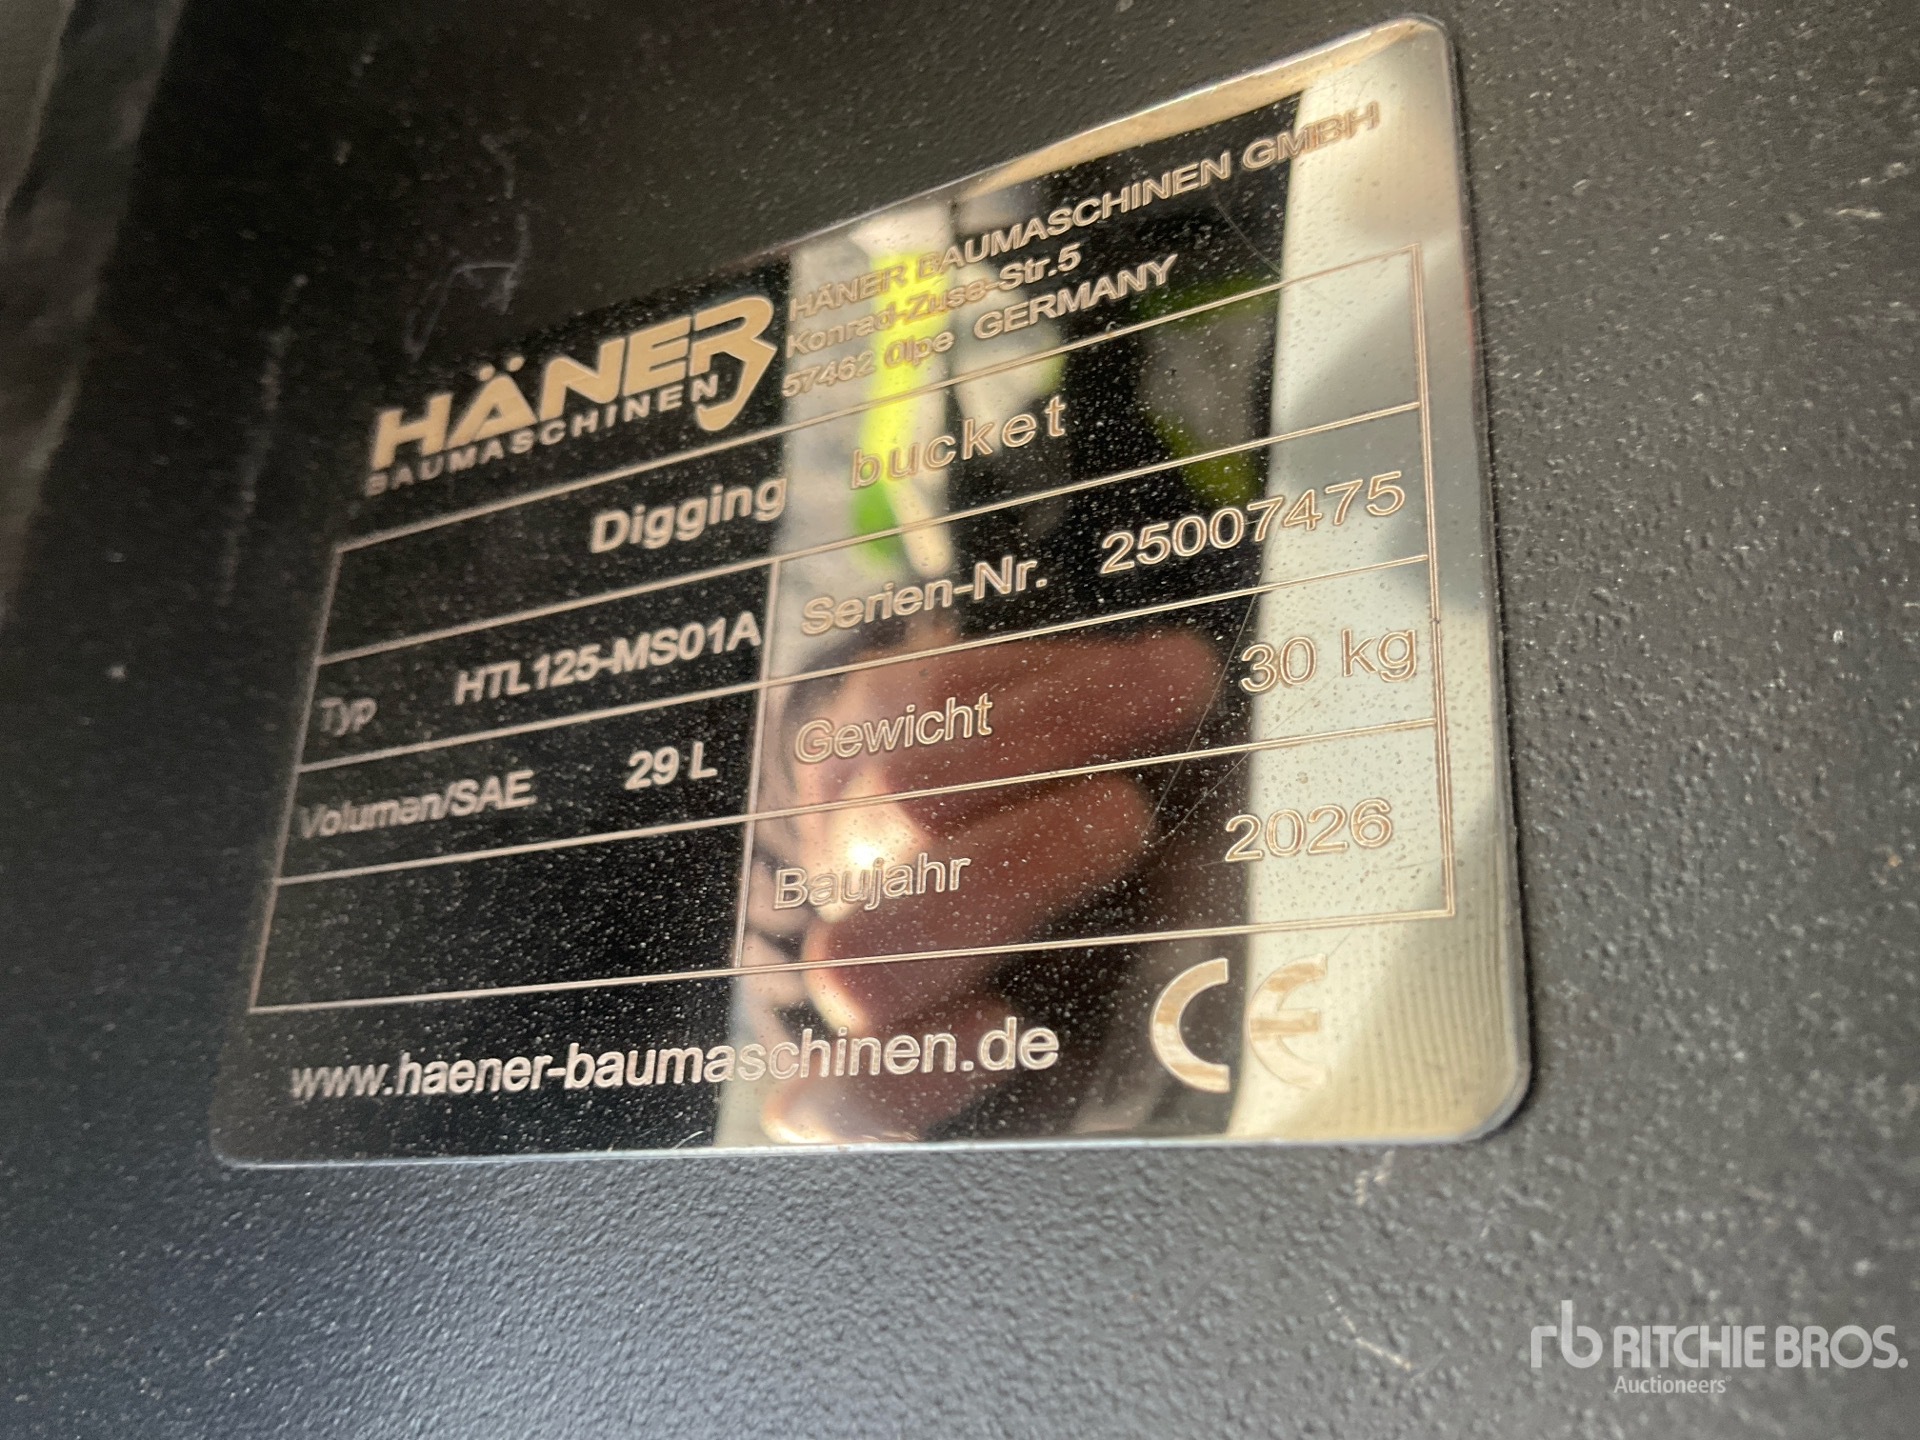 HÄNER
BAUMASCHINEN
HÄNER BAUMASCHINEN GMBH
Konrad-Zuse-Str.5
57462 Olpe GERMANY
Digging bucket
Typ HTL125-MS01A Serien-Nr. 25007475
Volumen/SAE 29 L Gewicht 30 kg
Baujahr 2026
www.haener-baumaschinen.de CE
rb RITCHIE BROS.
Auctioneers